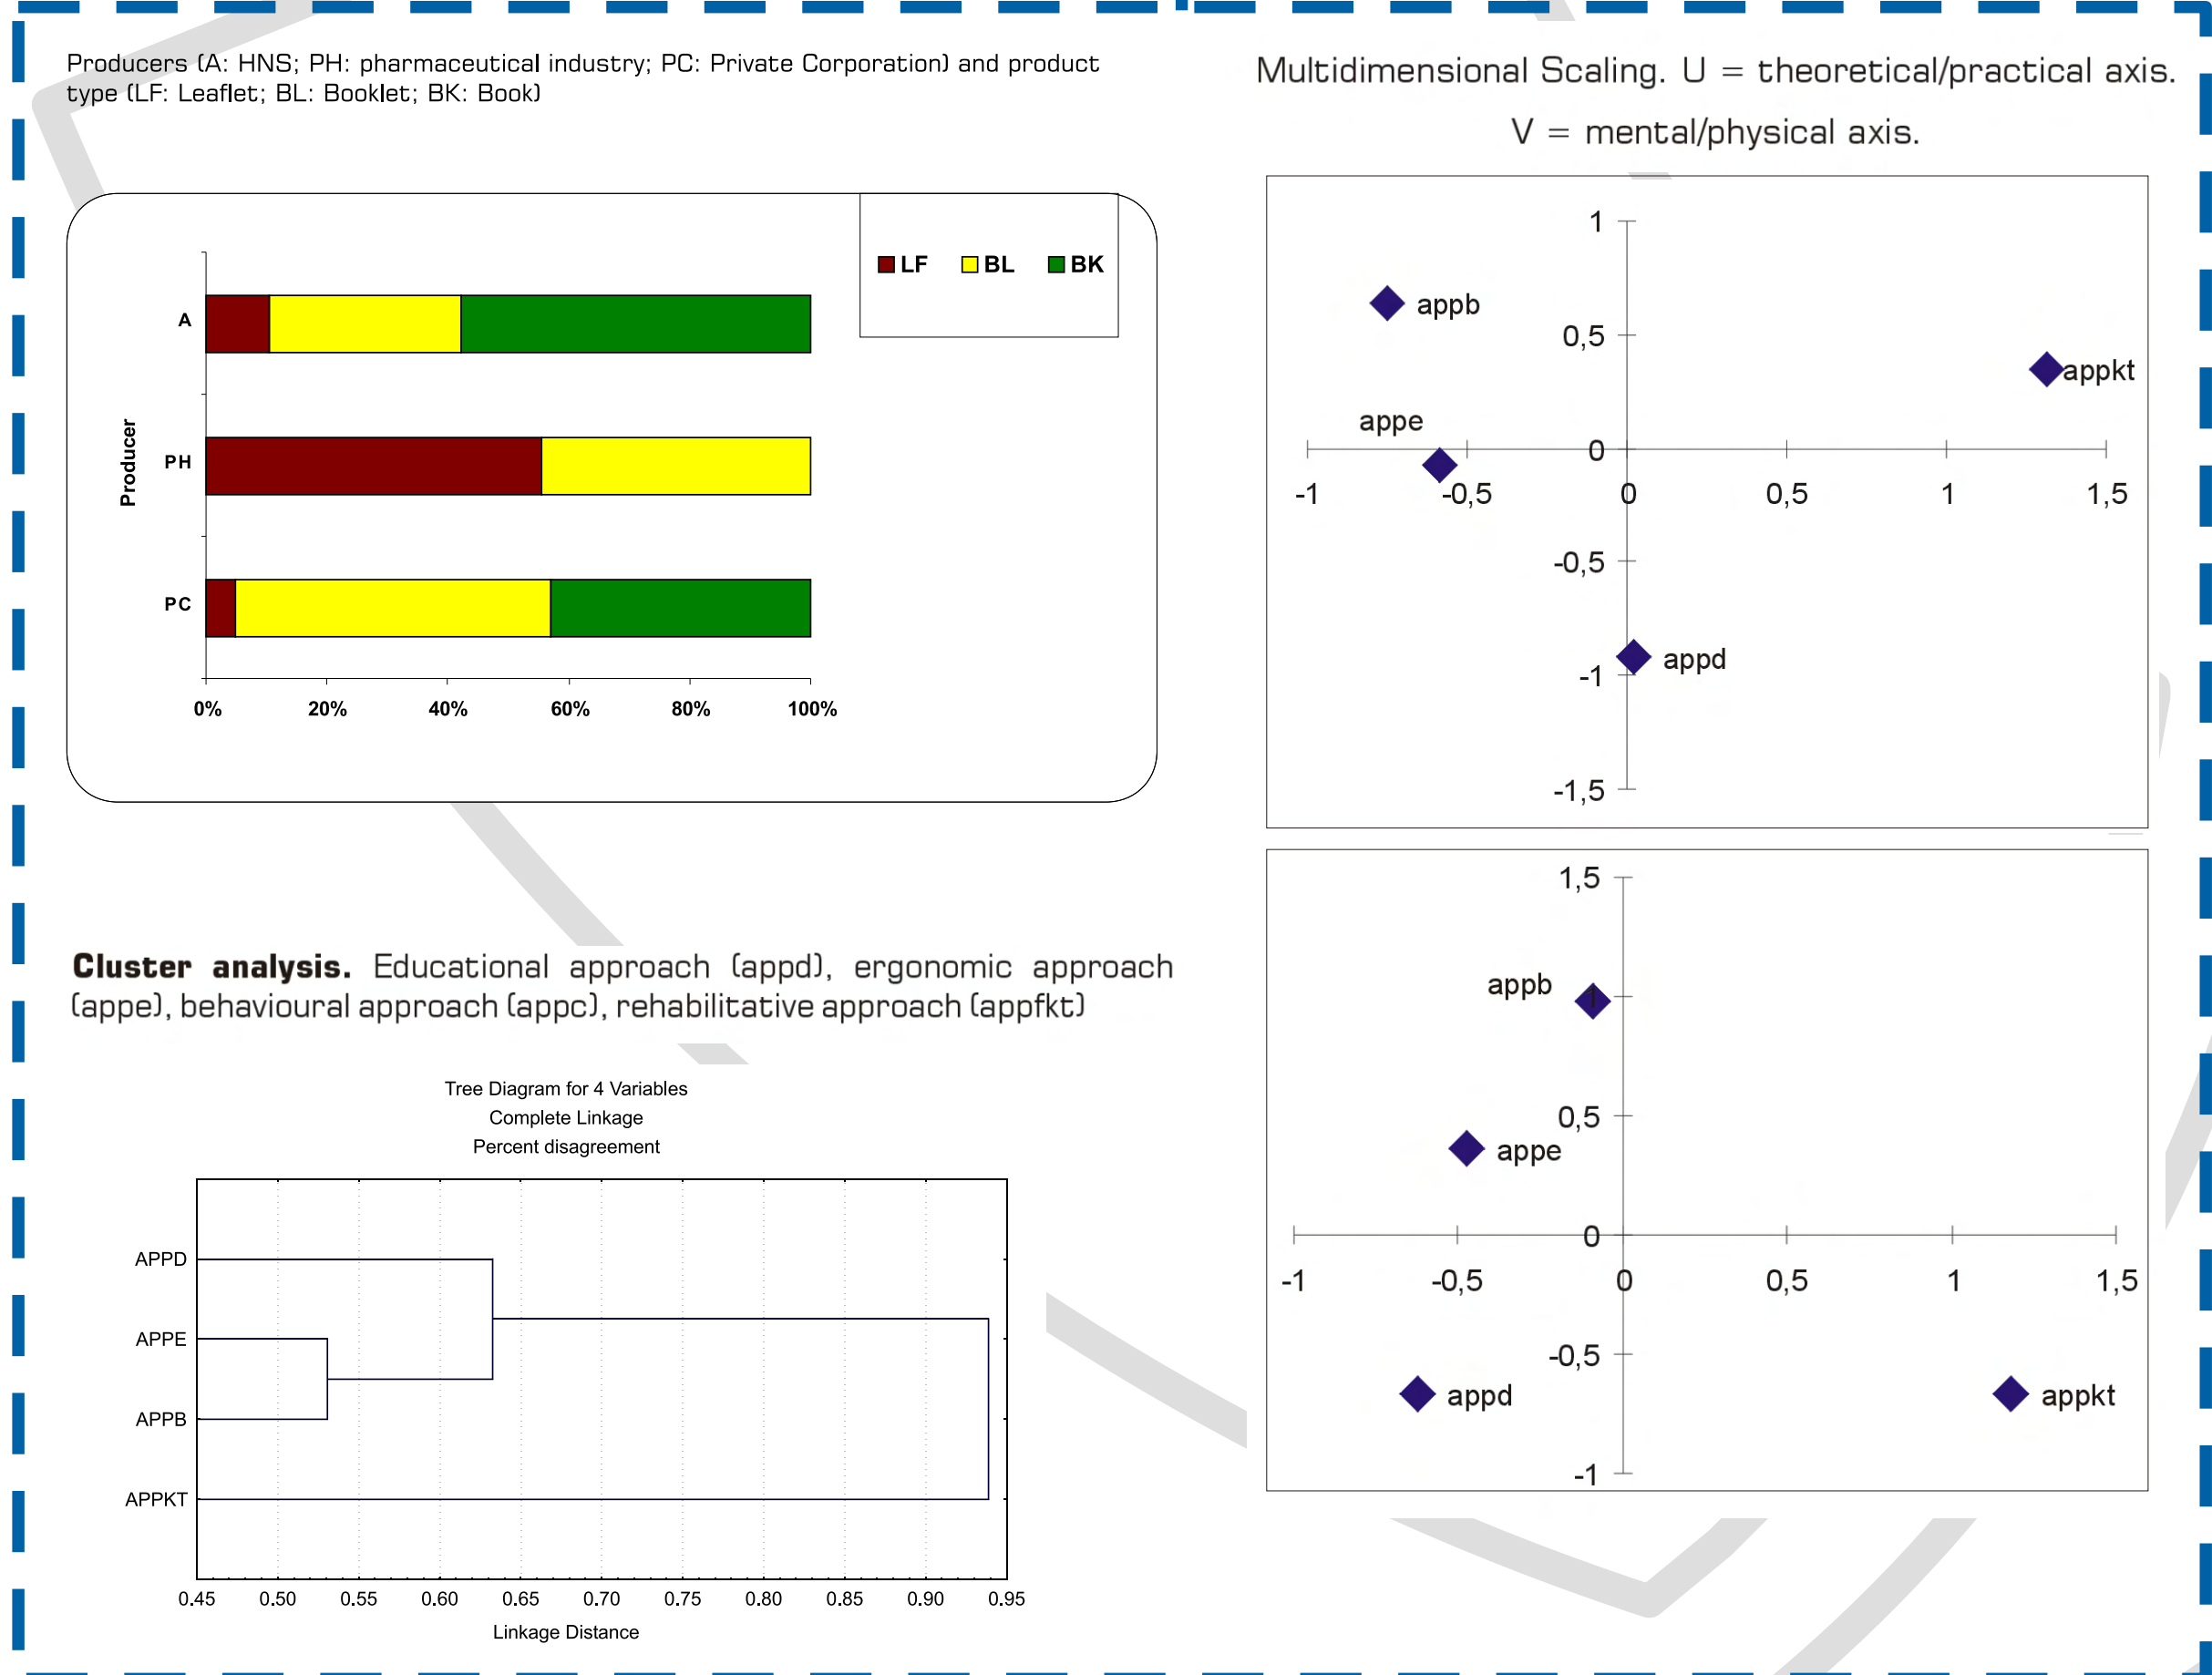 Producers (A: HNS; PH: pharmaceutical industry; PC: Private Corporation) and product
type (LF: Leaflet; BL: Booklet; BK: Book)
LF BL BK
A
PH
PC
Producer
0% 20% 40% 60% 80% 100%
Cluster analysis. Educational approach (appd), ergonomic approach
(appe), behavioural approach (appc), rehabilitative approach (appfkt)
Tree Diagram for 4 Variables
Complete Linkage
Percent disagreement
APPD
APPE
APPB
APPKT
0.45 0.50 0.55 0.60 0.65 0.70 0.75 0.80 0.85 0.90 0.95
Linkage Distance
Multidimensional Scaling. U = theoretical/practical axis.
V = mental/physical axis.
1
appb
0,5
appkt
appe
0
-1 -0,5 0 0,5 1 1,5
-0,5
appd
-1
-1,5
1,5
appb
1
0,5
appe
0
-1 -0,5 0 0,5 1 1,5
-0,5
appd
appkt
-1